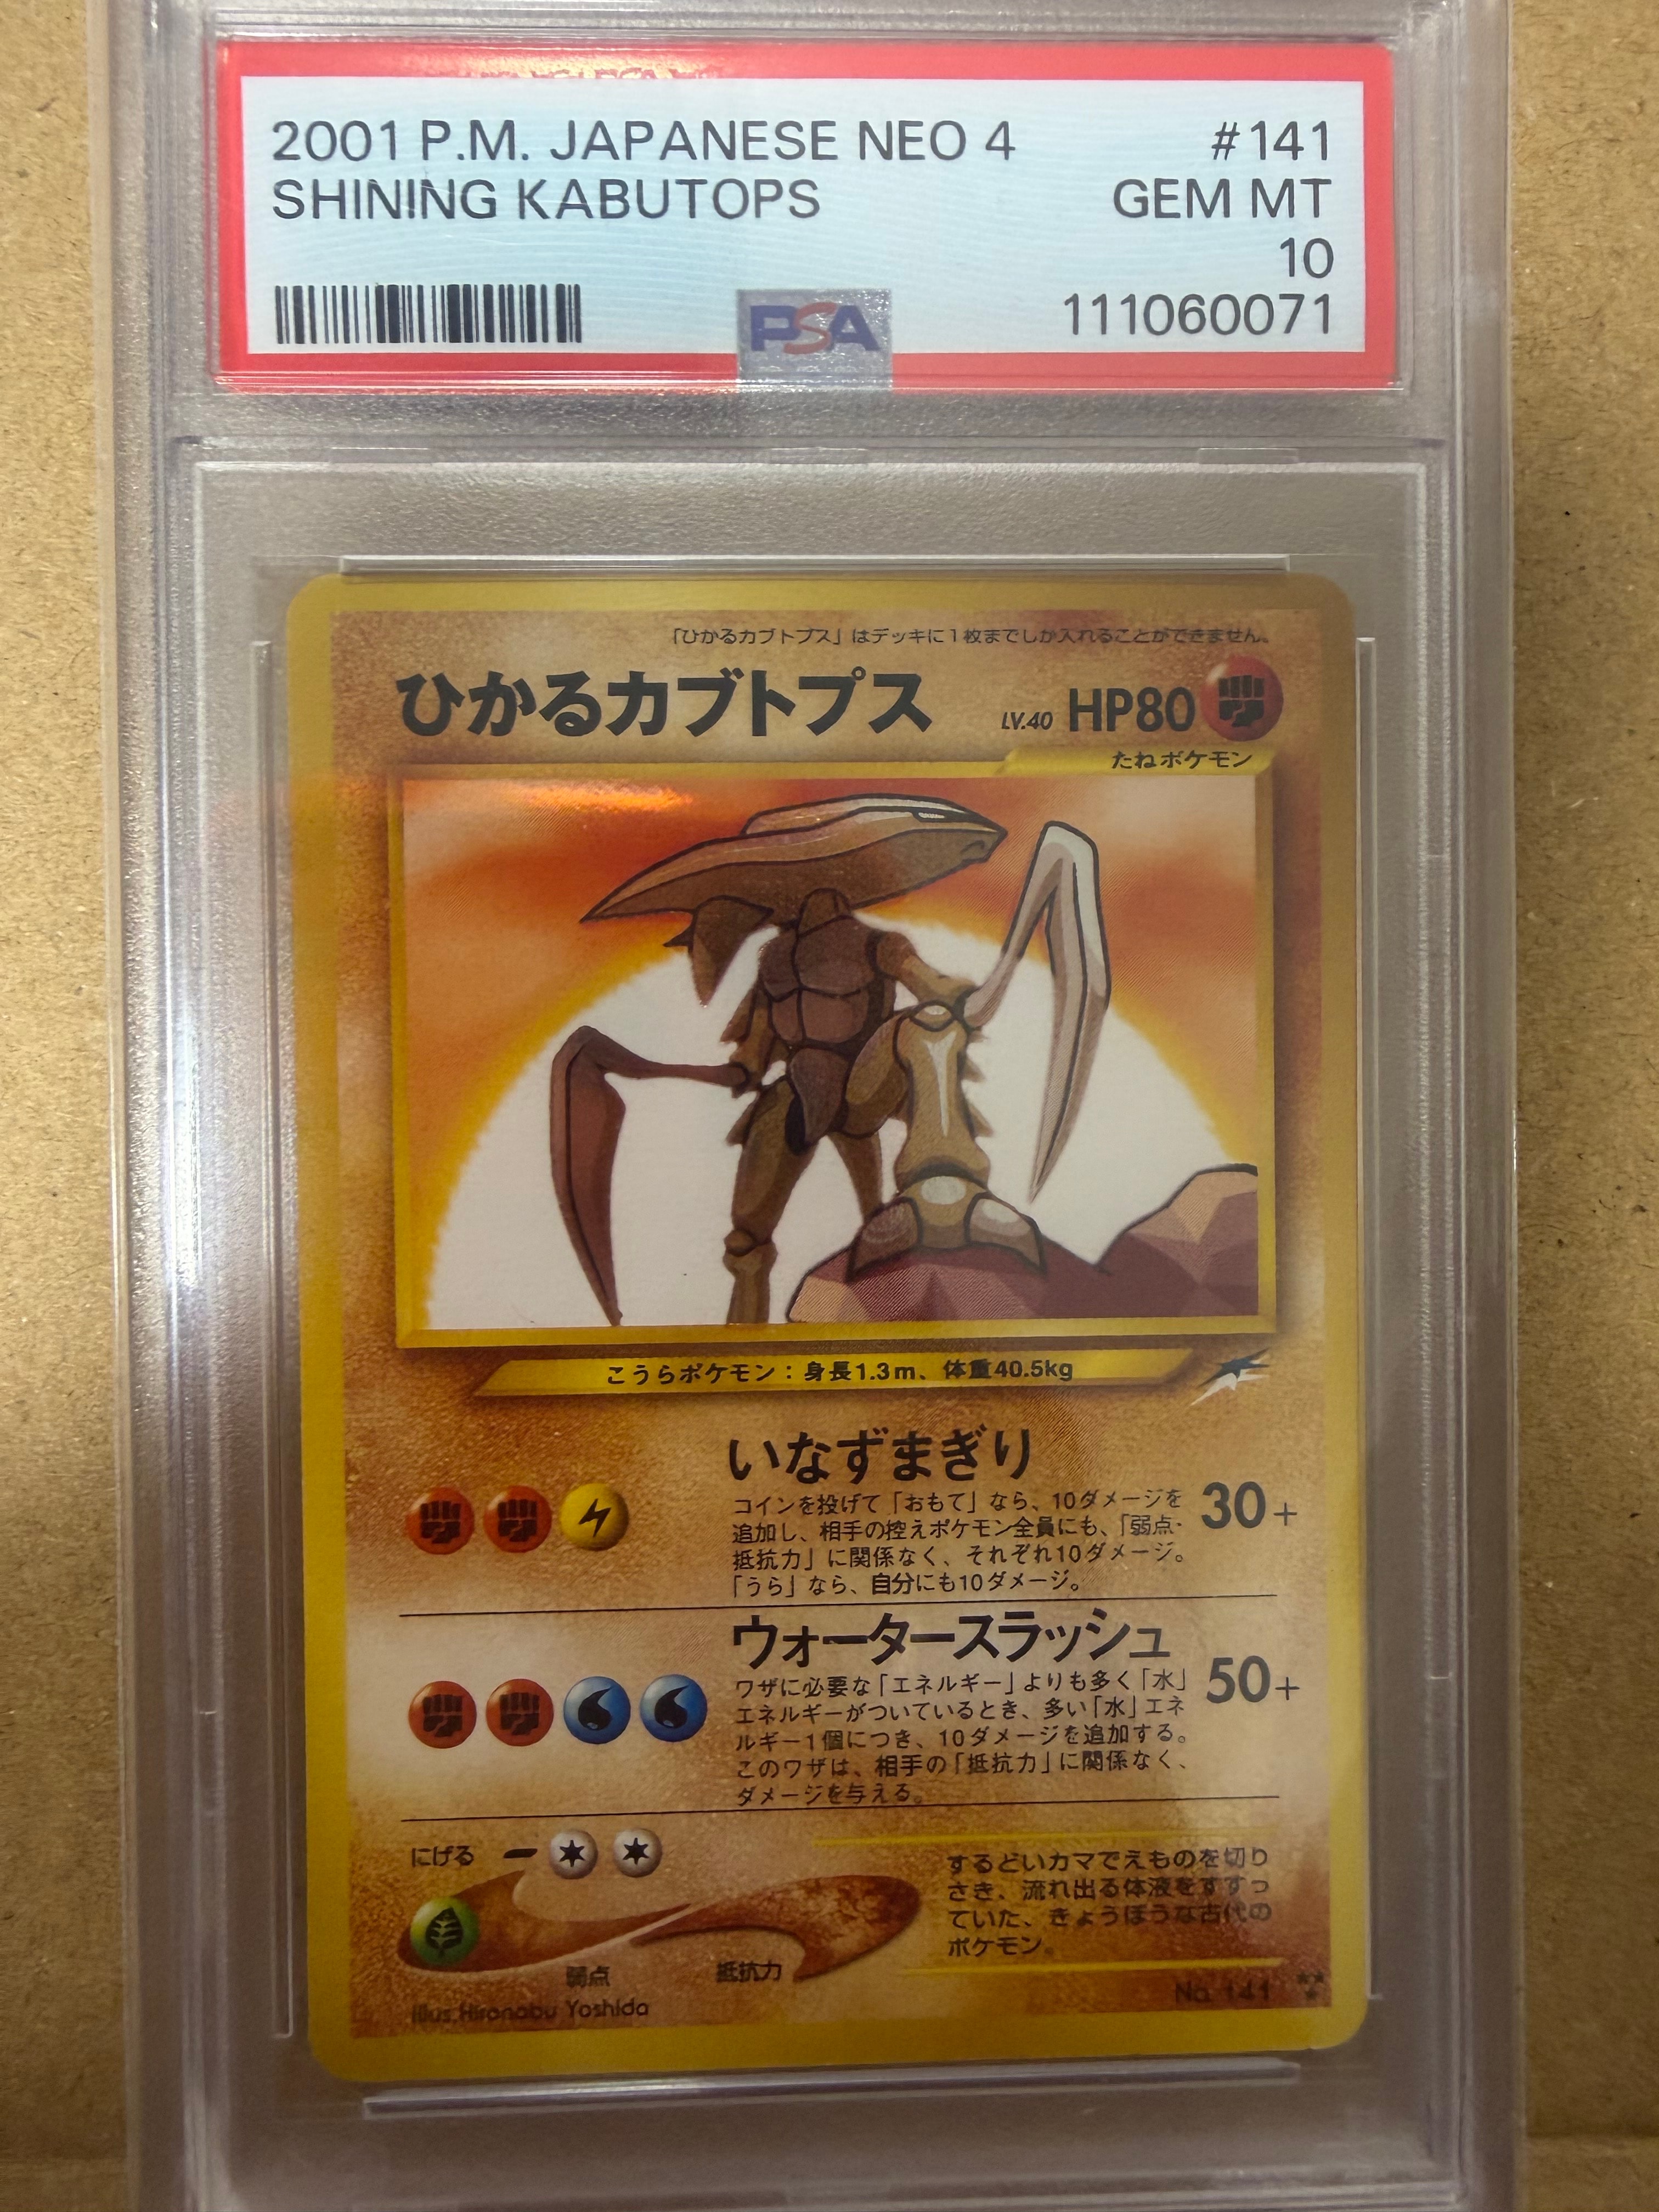 2001 P.M. JAPANESE NEO 4 #141
SHINING KABUTOPS GEM MT
10
PSA 111060071
「ひかるカブトプス」はデッキに1枚までしか入れることができません。
ひかるカブトプス LV.40 HP80
たねポケモン
こうらポケモン：身長1.3m、体重40.5kg
いなずまぎり
コインを投げて「おもて」なら、10ダメージを
追加し、相手の控えポケモン全員にも、「弱点・
抵抗力」に関係なく、それぞれ10ダメージ。
「うら」なら、自分にも10ダメージ。
30+
ウォータースラッシュ
ワザに必要な「エネルギー」よりも多く「水」
エネルギーがついているとき、多い「水」エネ
ルギー1個につき、10ダメージを追加する。
このワザは、相手の「抵抗力」に関係なく、
ダメージを与える。
50+
にげる
弱点
抵抗力
するどいカマでえものを切り
さき、流れ出る体液をすすっ
ていた、きょうぼうな古代の
ポケモン。
Illus. Hironobu Yoshida
No. 141